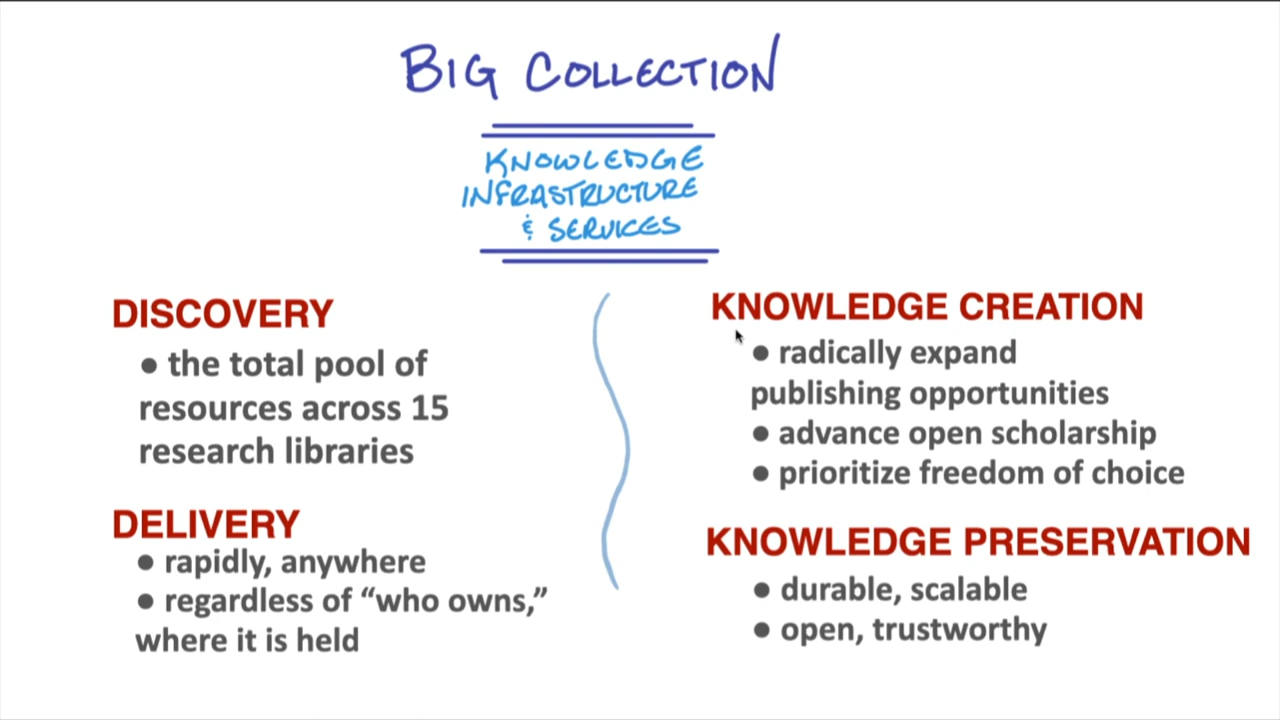 BIG COLLECTION
KNOWLEDGE
INFRASTRUCTURE
& SERVICES
DISCOVERY
● the total pool of
resources across 15
research libraries
DELIVERY
● rapidly, anywhere
● regardless of “who owns,”
where it is held
KNOWLEDGE CREATION
● radically expand
publishing opportunities
● advance open scholarship
● prioritize freedom of choice
KNOWLEDGE PRESERVATION
● durable, scalable
● open, trustworthy